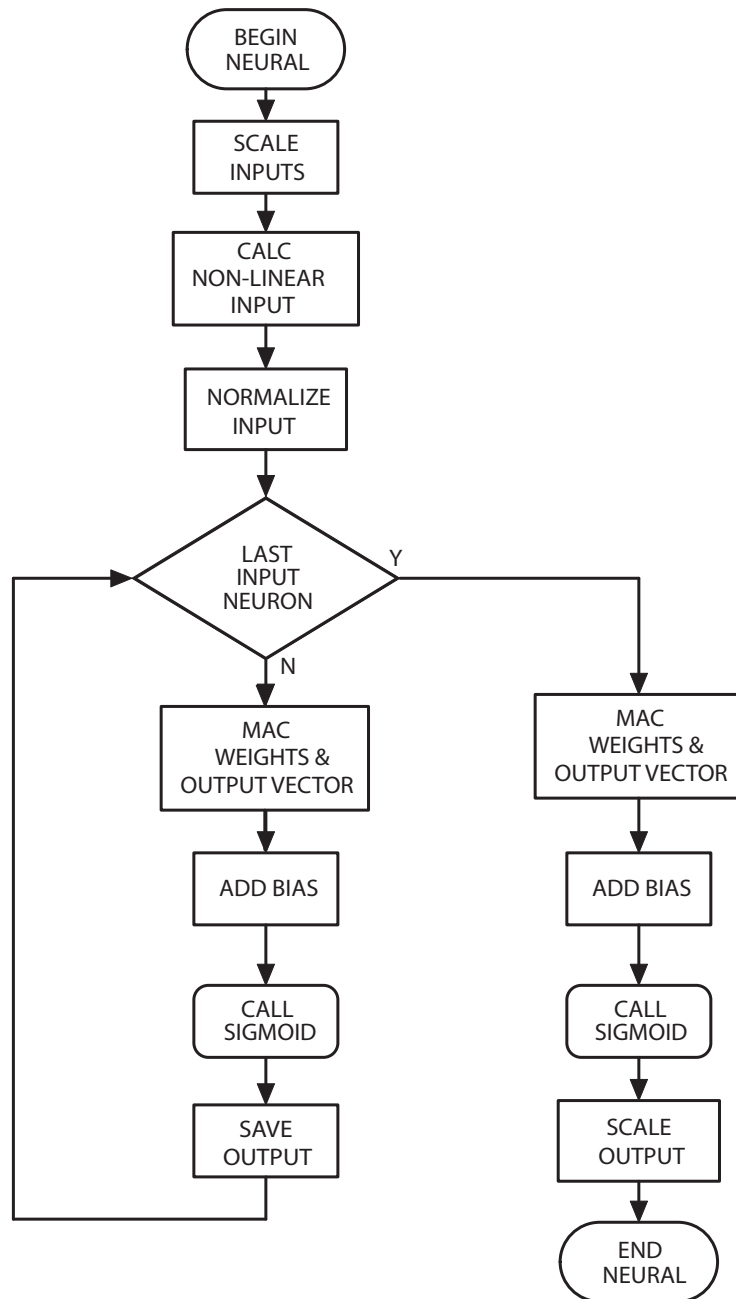 BEGIN
NEURAL
SCALE
INPUTS
CALC
NON-LINEAR
INPUT
NORMALIZE
INPUT
LAST
INPUT
NEURON
Y
N
MAC
WEIGHTS &
OUTPUT VECTOR
ADD BIAS
CALL
SIGMOID
SAVE
OUTPUT
MAC
WEIGHTS &
OUTPUT VECTOR
ADD BIAS
CALL
SIGMOID
SCALE
OUTPUT
END
NEURAL